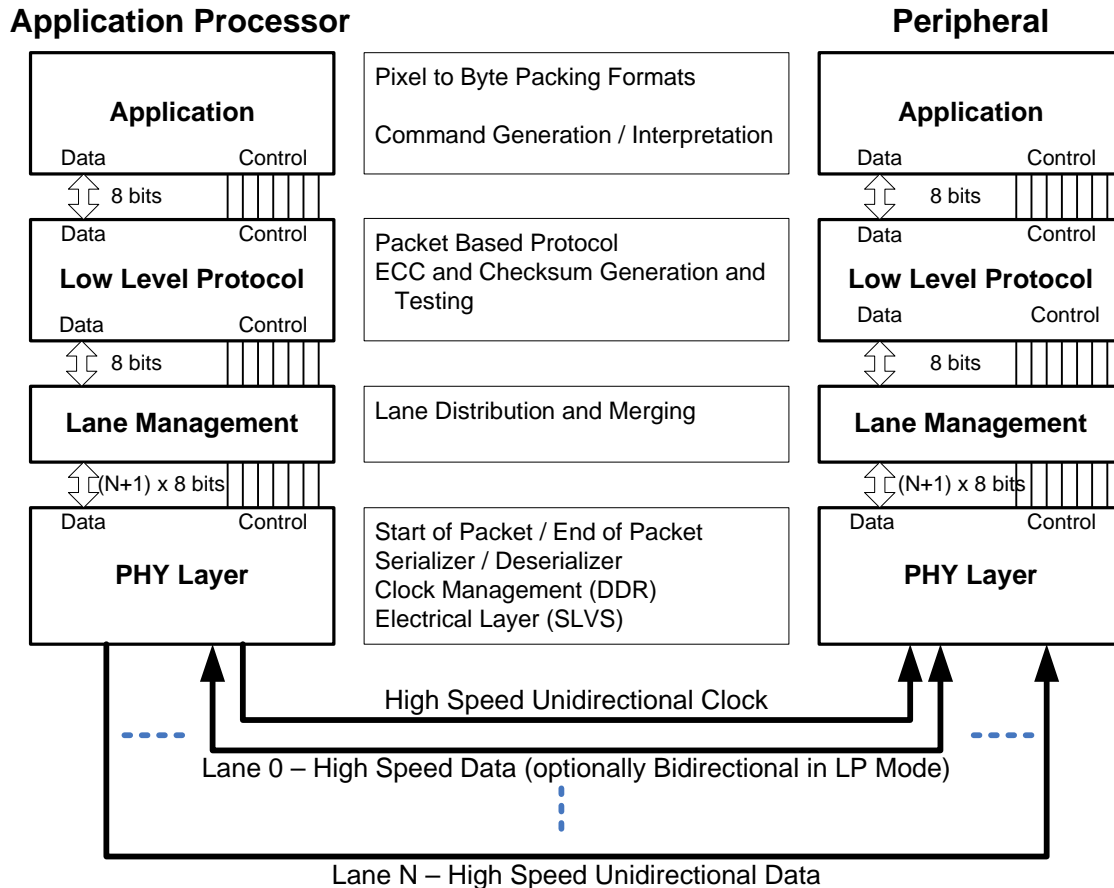 Application Processor
Peripheral
Application
Data
Control
8 bits
Data
Control
Low Level Protocol
Data
Control
8 bits
Lane Management
(N+1) x 8 bits
Data
Control
PHY Layer
Pixel to Byte Packing Formats
Command Generation / Interpretation
Packet Based Protocol
ECC and Checksum Generation and
Testing
Lane Distribution and Merging
Start of Packet / End of Packet
Serializer / Deserializer
Clock Management (DDR)
Electrical Layer (SLVS)
Application
Data
Control
8 bits
Data
Control
Low Level Protocol
Data
Control
8 bits
Lane Management
(N+1) x 8 bits
Data
Control
PHY Layer
High Speed Unidirectional Clock
Lane 0 – High Speed Data (optionally Bidirectional in LP Mode)
Lane N – High Speed Unidirectional Data